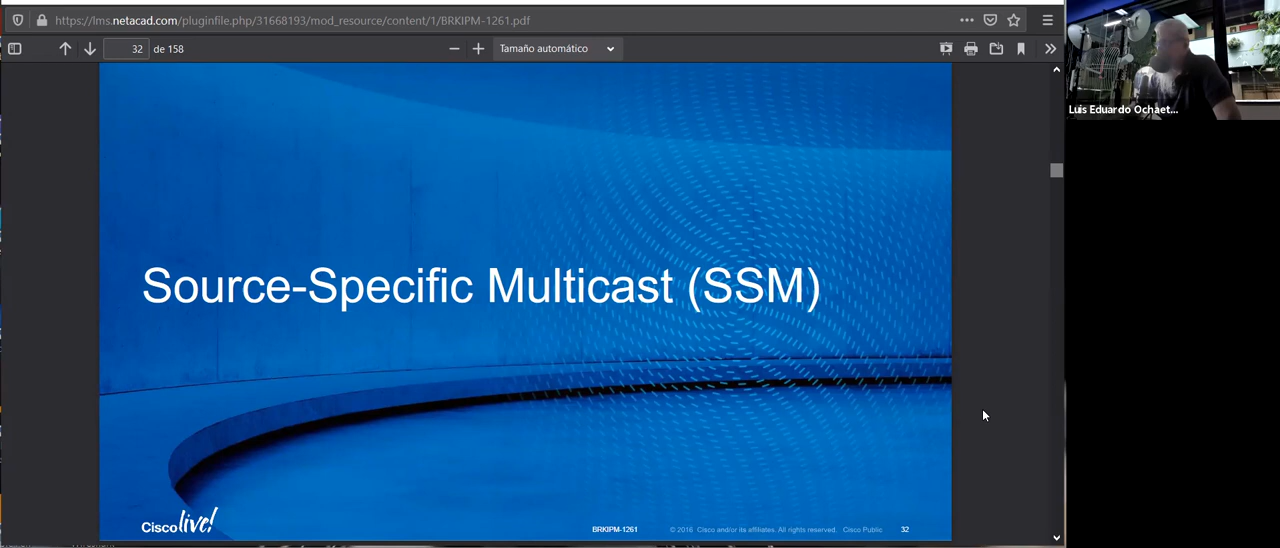 https://lms.netacad.com/pluginfile.php/31668193/mod_resource/content/1/BRKIPM-1261.pdf
32 de 158
Tamaño automático
Luis Eduardo Ochaet...
Source-Specific Multicast (SSM)
Cisco live!
BRKIPM-1261 © 2016 Cisco and/or its affiliates. All rights reserved. Cisco Public 32